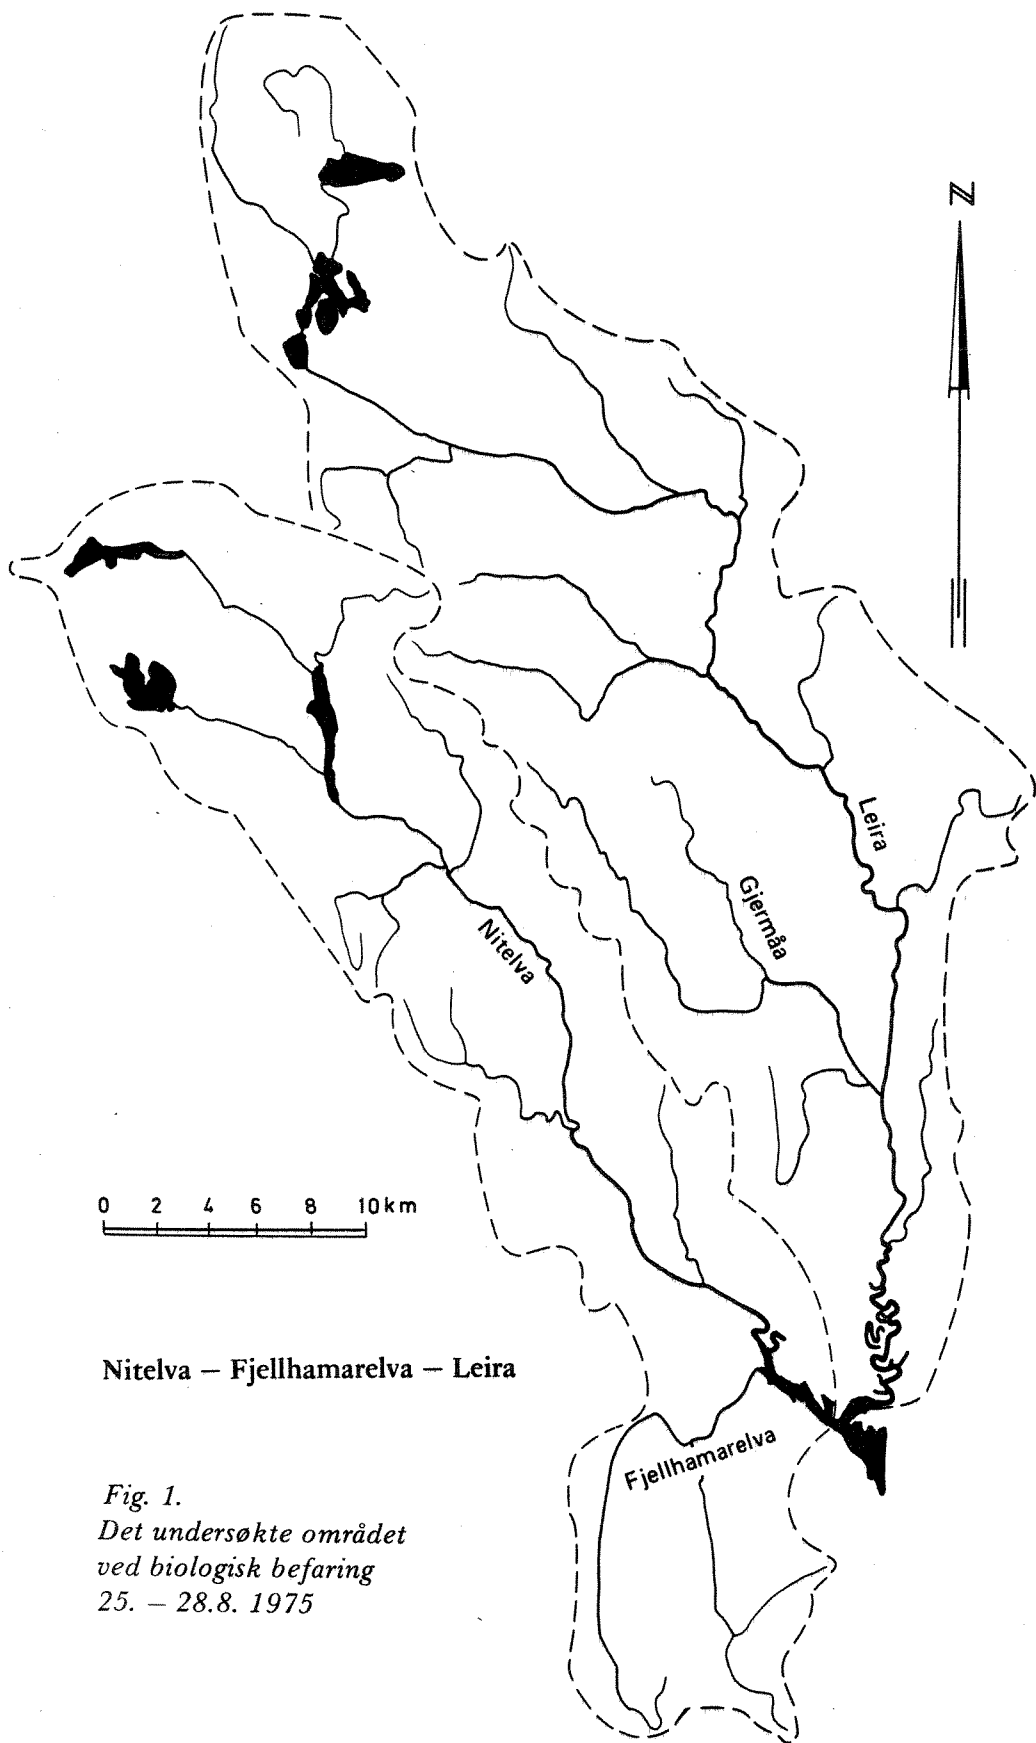 N
Leira
Gjermåa
Nitelva
0 2 4 6 8 10 km
Nitelva – Fjellhamarelva – Leira
Fjellhamarelva
Fig. 1.
Det undersøkte området
ved biologisk befaring
25. – 28.8. 1975